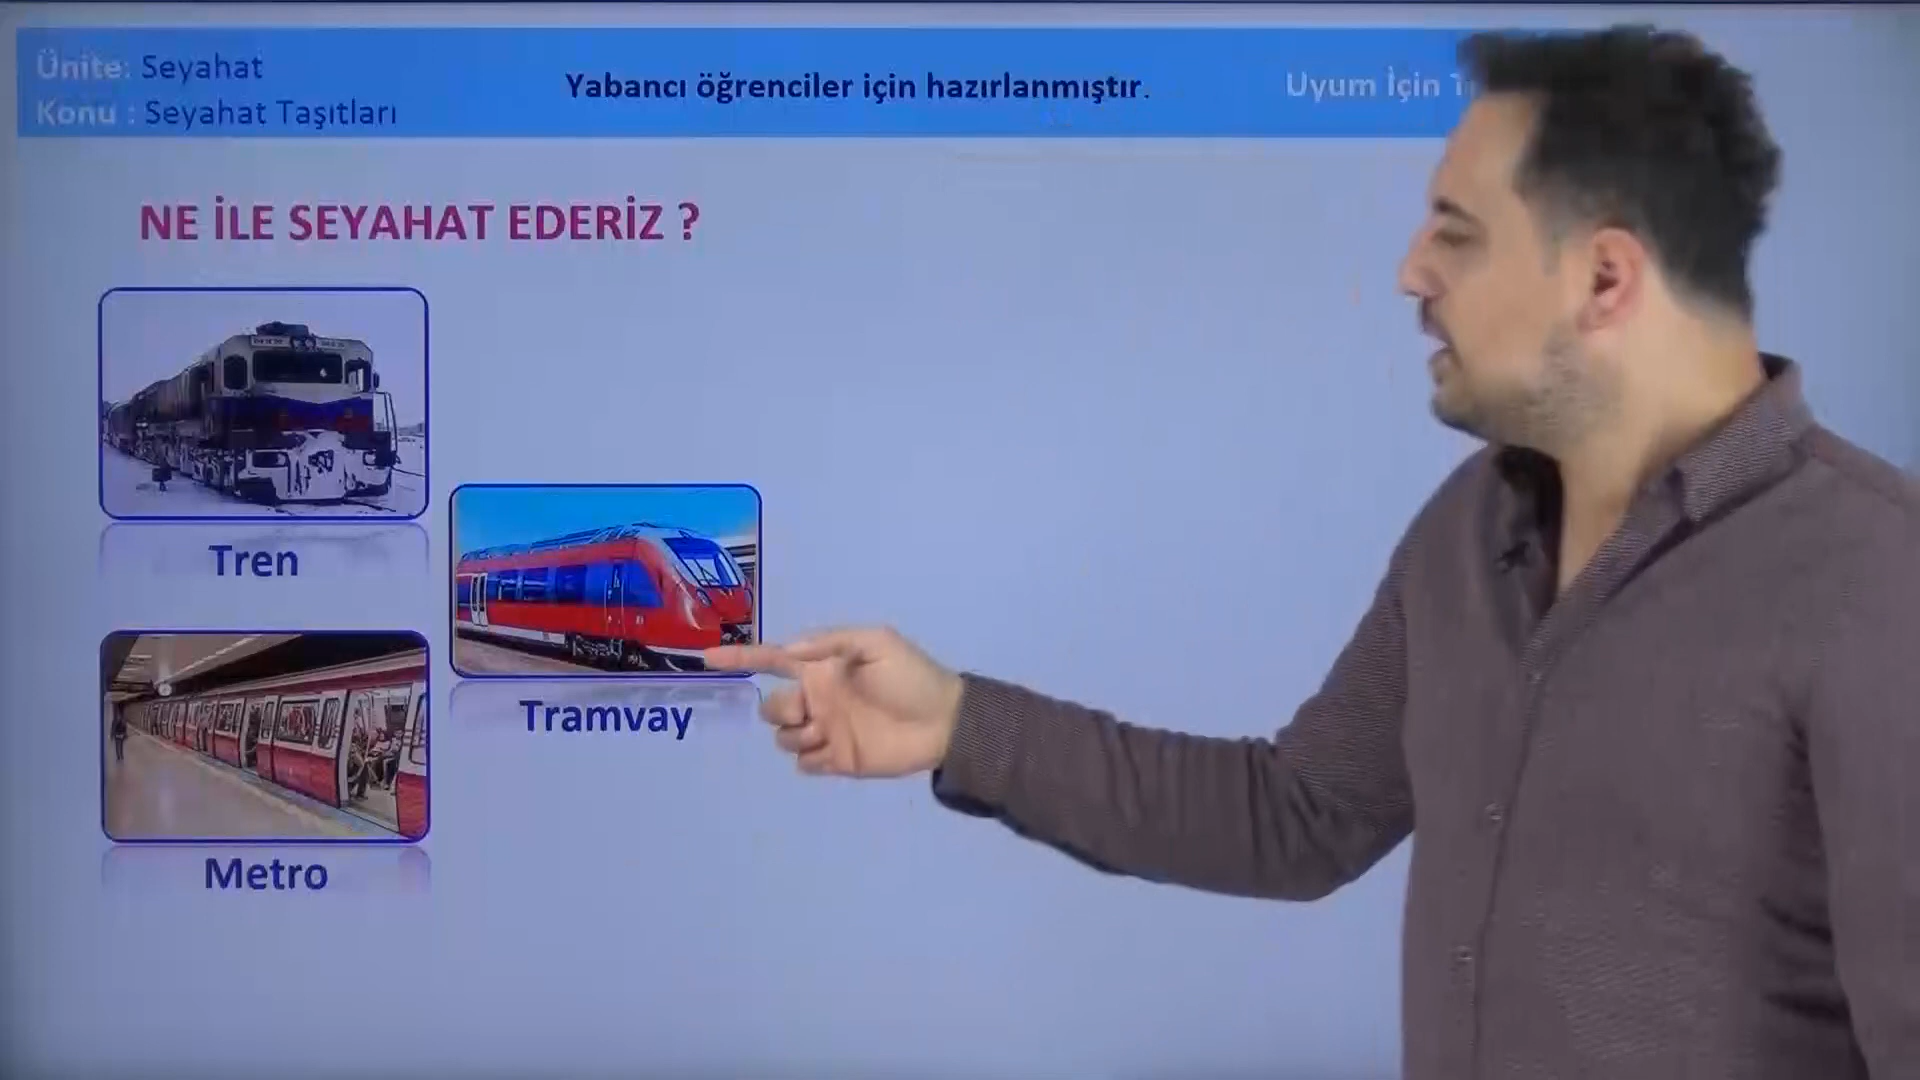 Ünite: Seyahat
Konu : Seyahat Taşıtları
Yabancı öğrenciler için hazırlanmıştır.
Uyum İçin
NE İLE SEYAHAT EDERİZ ?
Tren
Tramvay
Metro